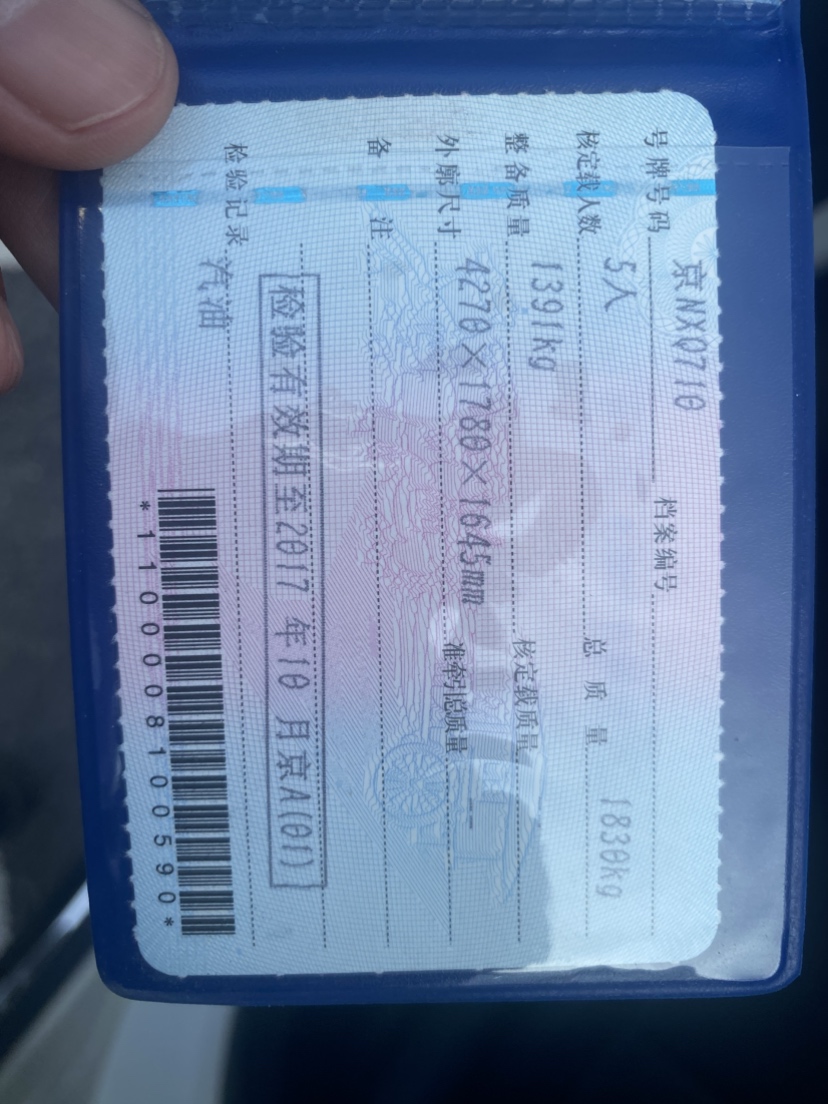 号牌号码 京NX0710 档案编号
核定载人数 5人 总质量 1830kg
整备质量 1391kg 核定载质量
外廓尺寸 4270×1780×1645mm 准牵引总质量 —
备注
检验有效期至2017年10月京A(01)
检验记录 汽油
*1100008100590*